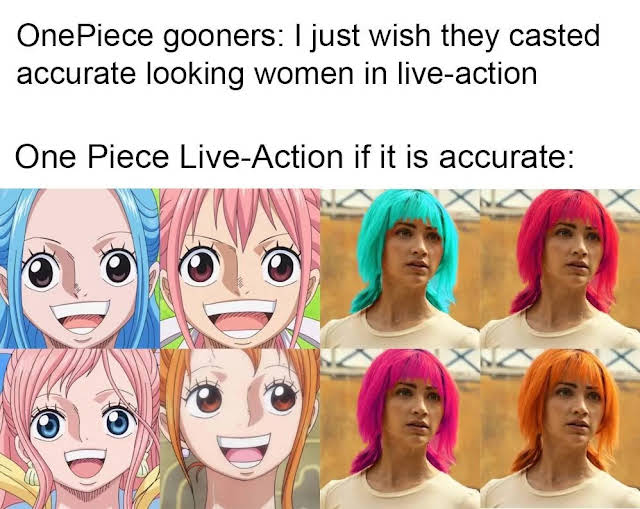 OnePiece gooners: I just wish they casted
accurate looking women in live-action
One Piece Live-Action if it is accurate: